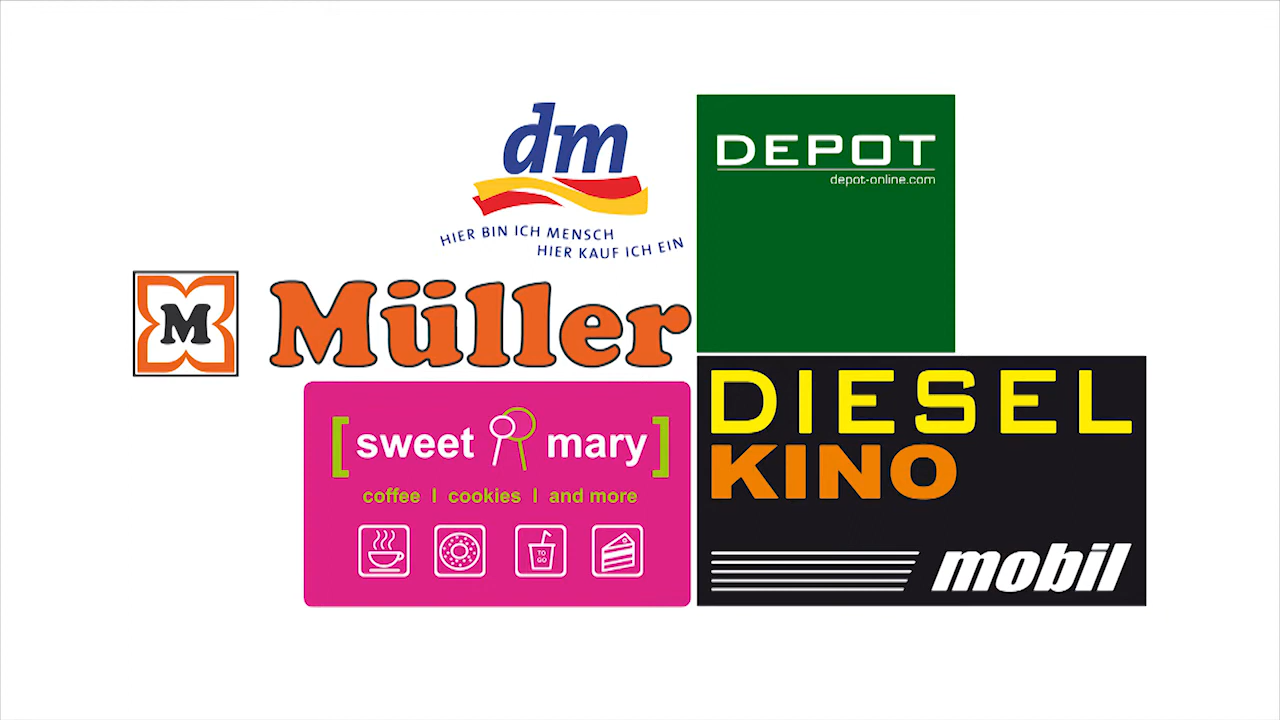 dm
HIER BIN ICH MENSCH
HIER KAUF ICH EIN
DEPOT
depot-online.com
M Müller
[sweet mary]
coffee I cookies I and more
TO
GO
DIESEL
KINO
mobil